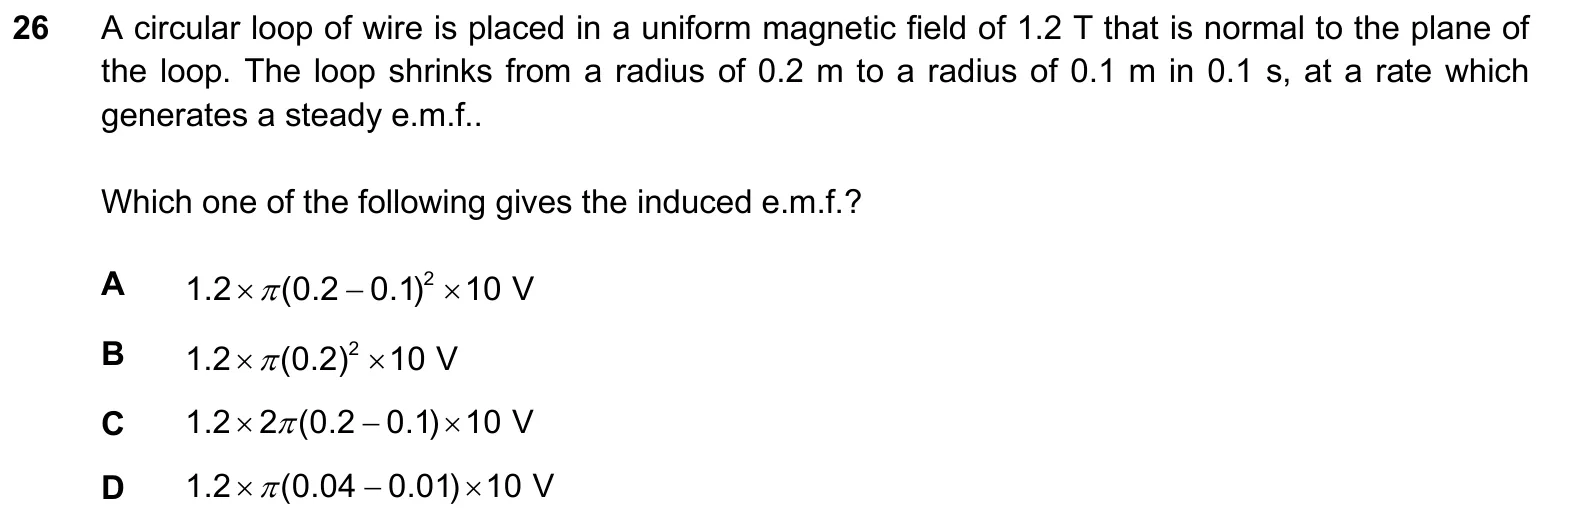 26 A circular loop of wire is placed in a uniform magnetic field of 1.2 T that is normal to the plane of
the loop. The loop shrinks from a radius of 0.2 m to a radius of 0.1 m in 0.1 s, at a rate which
generates a steady e.m.f..
Which one of the following gives the induced e.m.f.?
A 1.2 × π(0.2 – 0.1)² × 10 V
B 1.2 × π(0.2)² × 10 V
C 1.2 × 2π(0.2 – 0.1) × 10 V
D 1.2 × π(0.04 – 0.01) × 10 V